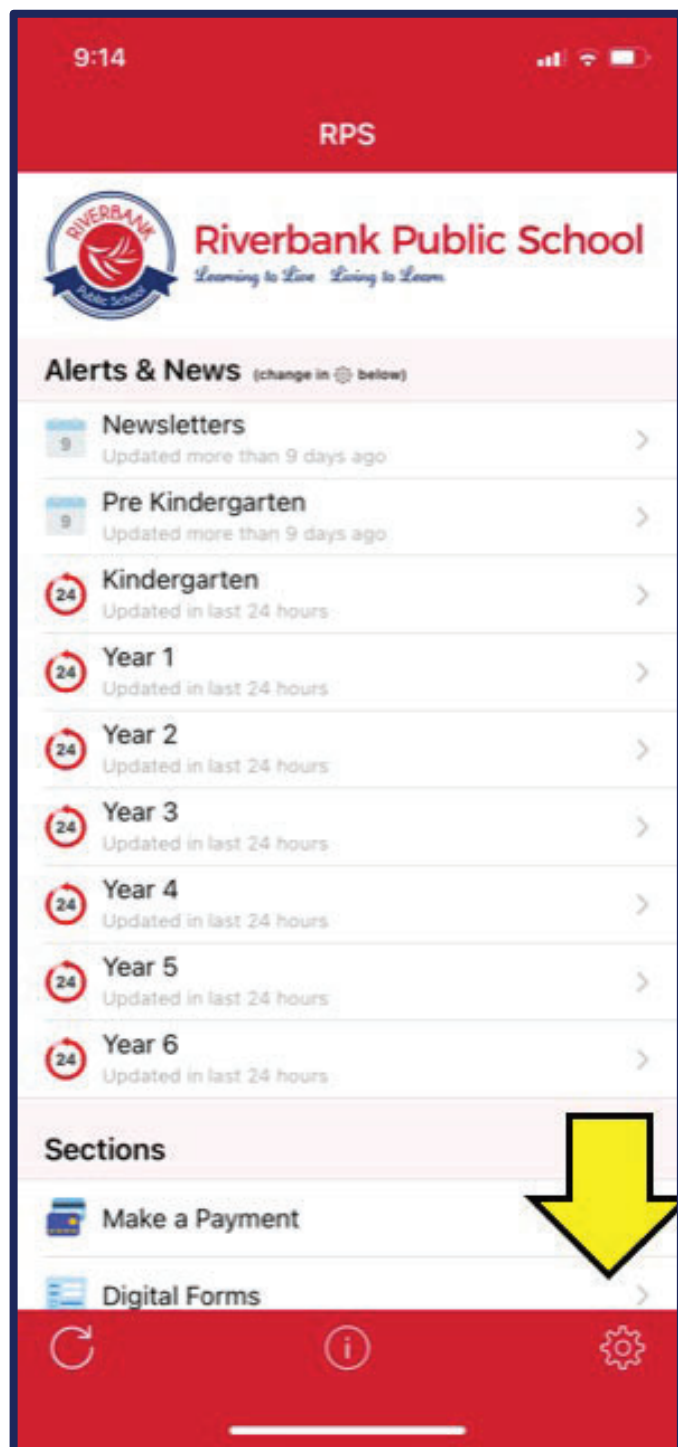 9:14
RPS
RIVERBANK
Public School
Riverbank Public School
Learning to Live Living to Learn
Alerts & News (change in below)
9
Newsletters
Updated more than 9 days ago
9
Pre Kindergarten
Updated more than 9 days ago
24
Kindergarten
Updated in last 24 hours
24
Year 1
Updated in last 24 hours
24
Year 2
Updated in last 24 hours
24
Year 3
Updated in last 24 hours
24
Year 4
Updated in last 24 hours
24
Year 5
Updated in last 24 hours
24
Year 6
Updated in last 24 hours
Sections
Make a Payment
Digital Forms
i